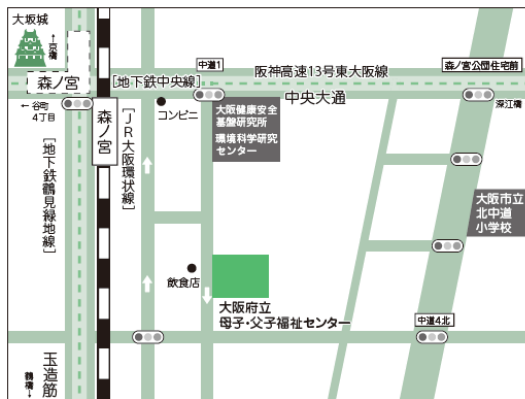 大坂城
↑京橋
森ノ宮
← 谷町
4丁目
[地下鉄鶴見緑地線]
森ノ宮
[JR大阪環状線]
[地下鉄中央線]
中道1
阪神高速13号東大阪線
森ノ宮公団住宅前
中央大通
深江橋
コンビニ
大阪健康安全
基盤研究所
環境科学研究
センター
大阪市立
北中道
小学校
飲食店
大阪府立
母子・父子福祉センター
中道4北
玉造筋
鶴橋→